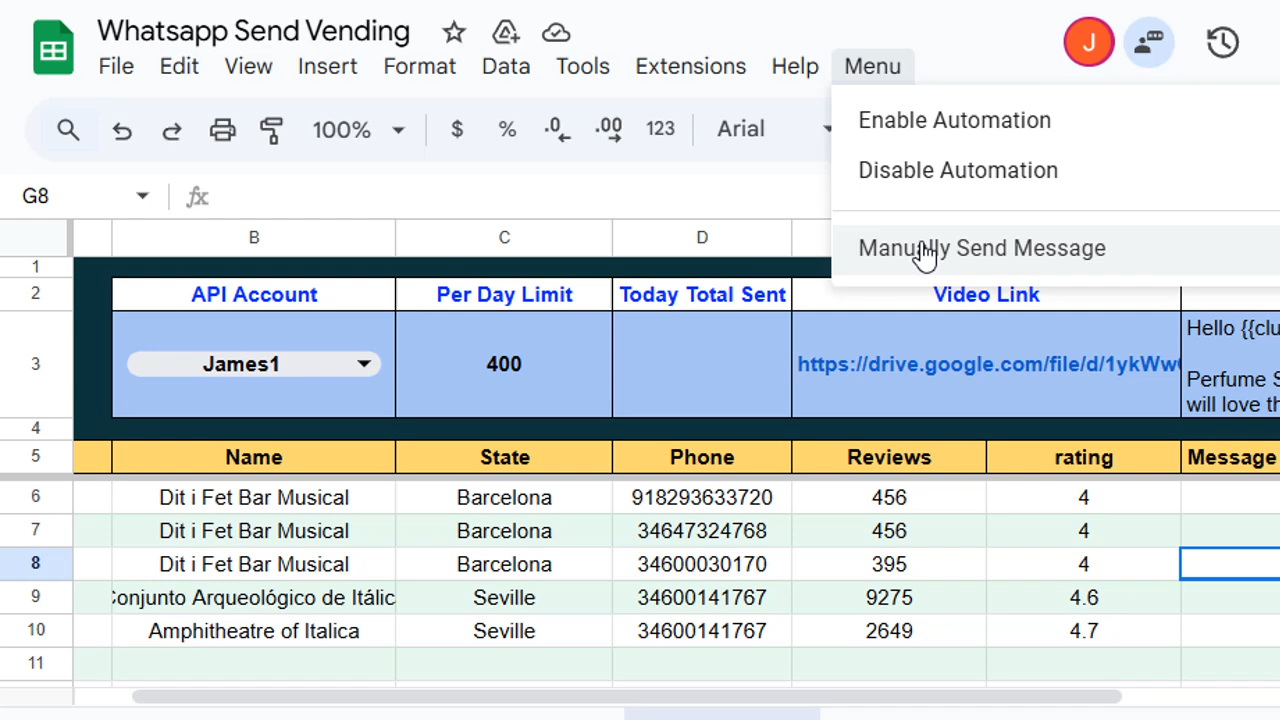 Whatsapp Send Vending
J
File Edit View Insert Format Data Tools Extensions Help Menu
100% $ % .0 .00 123 Arial
Enable Automation
Disable Automation
Manually Send Message
G8 fx
B C D
1
2 API Account Per Day Limit Today Total Sent Video Link
3 James1 400 https://drive.google.com/file/d/1ykWw
Hello {{clu
Perfume S
will love th
4
5 Name State Phone Reviews rating Message
6 Dit i Fet Bar Musical Barcelona 918293633720 456 4
7 Dit i Fet Bar Musical Barcelona 34647324768 456 4
8 Dit i Fet Bar Musical Barcelona 34600030170 395 4
9 Conjunto Arqueológico de Itálic Seville 34600141767 9275 4.6
10 Amphitheatre of Italica Seville 34600141767 2649 4.7
11